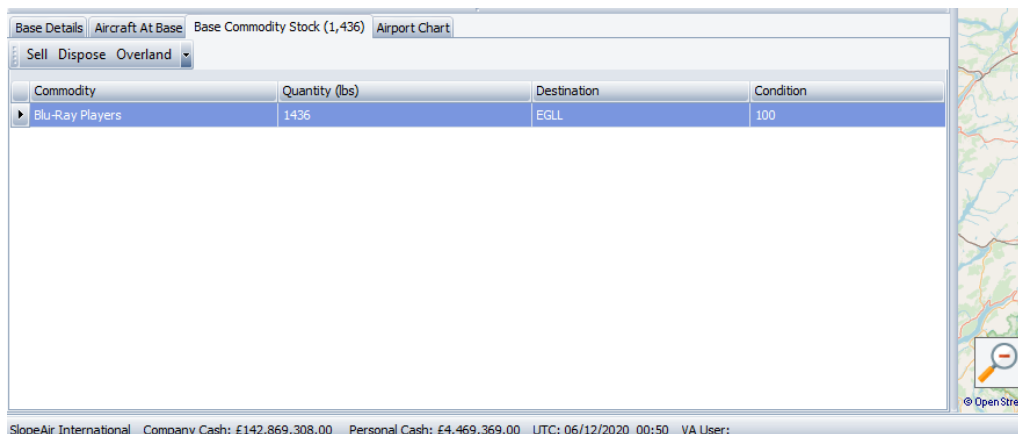 Base Details Aircraft At Base Base Commodity Stock (1,436) Airport Chart
Sell Dispose Overland
Commodity Quantity (lbs) Destination Condition
Blu-Ray Players 1436 EGLL 100
© OpenStre
SlopeAir International Company Cash: £142,869,308.00 Personal Cash: £4,469,369.00 UTC: 06/12/2020 00:50 VA User: